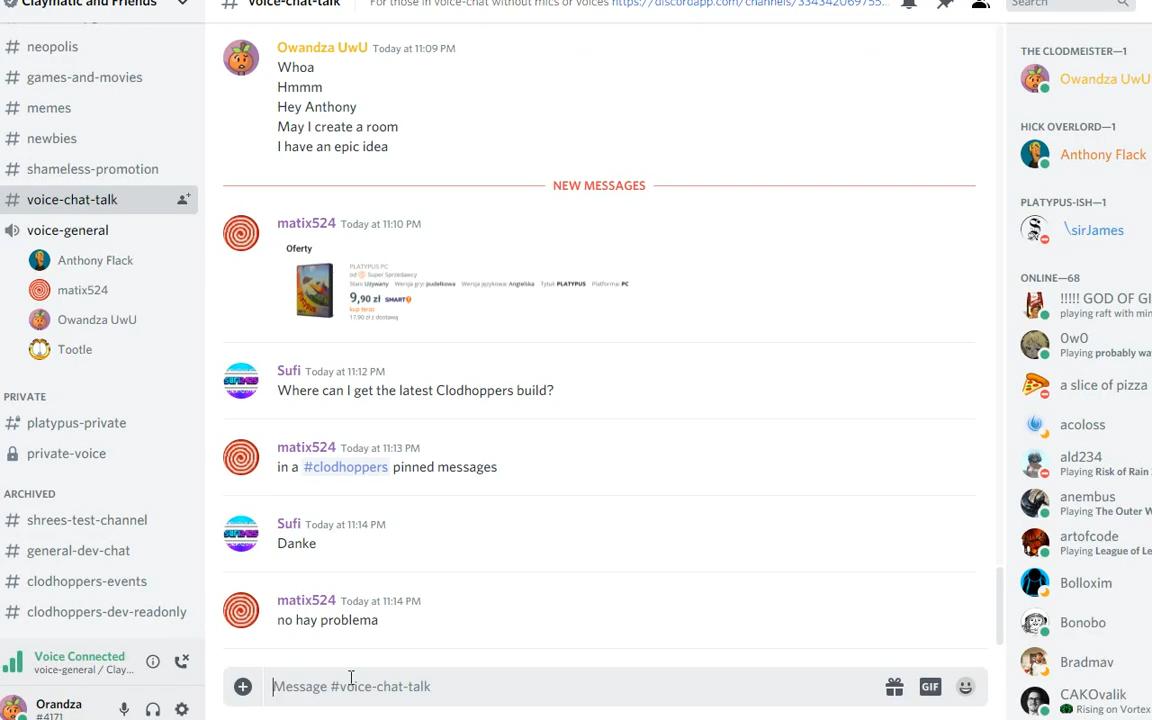 Claymatic and Friends
# voice-chat-talk
For those in voice-chat without mics or voices https://discordapp.com/channels/334342069755...
Search
# neopolis
# games-and-movies
# memes
# newbies
# shameless-promotion
# voice-chat-talk
voice-general
Anthony Flack
matix524
Owandza UwU
Tootle
PRIVATE
# platypus-private
private-voice
ARCHIVED
# shrees-test-channel
# general-dev-chat
# clodhoppers-events
# clodhoppers-dev-readonly
Voice Connected
voice-general / Clay...
Orandza
#4171
Owandza UwU Today at 11:09 PM
Whoa
Hmmm
Hey Anthony
May I create a room
I have an epic idea
NEW MESSAGES
matix524 Today at 11:10 PM
Oferty
PLATYPUS PC
od Super Sprzedawcy
Stan: Używany Wersja gry: pudełkowa Wersja językowa: Angielska Tytuł: PLATYPUS Platforma: PC
9,90 zł SMART!
kup teraz
17,90 zł z dostawą
Sufi Today at 11:12 PM
Where can I get the latest Clodhoppers build?
matix524 Today at 11:13 PM
in a #clodhoppers pinned messages
Sufi Today at 11:14 PM
Danke
matix524 Today at 11:14 PM
no hay problema
Message #voice-chat-talk
GIF
THE CLODMEISTER—1
Owandza UwU
HICK OVERLORD—1
Anthony Flack
PLATYPUS-ISH—1
\sirJames
ONLINE—68
!!!!! GOD OF GI
playing raft with min
OwO
Playing probably wa
a slice of pizza
acoloss
ald234
Playing Risk of Rain
anembus
Playing The Outer W
artofcode
Playing League of Le
Bolloxim
Bonobo
Bradmav
CAKOvalik
Rising on Vortex